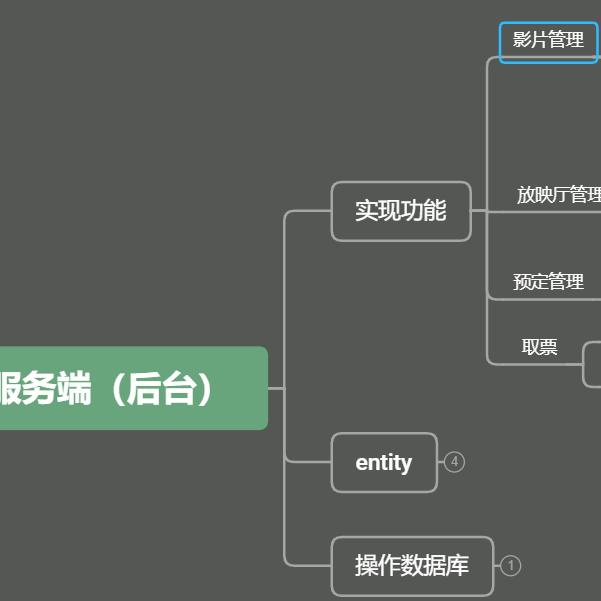 影片管理
放映厅管理
实现功能
预定管理
取票
服务端（后台）
entity
4
操作数据库
1